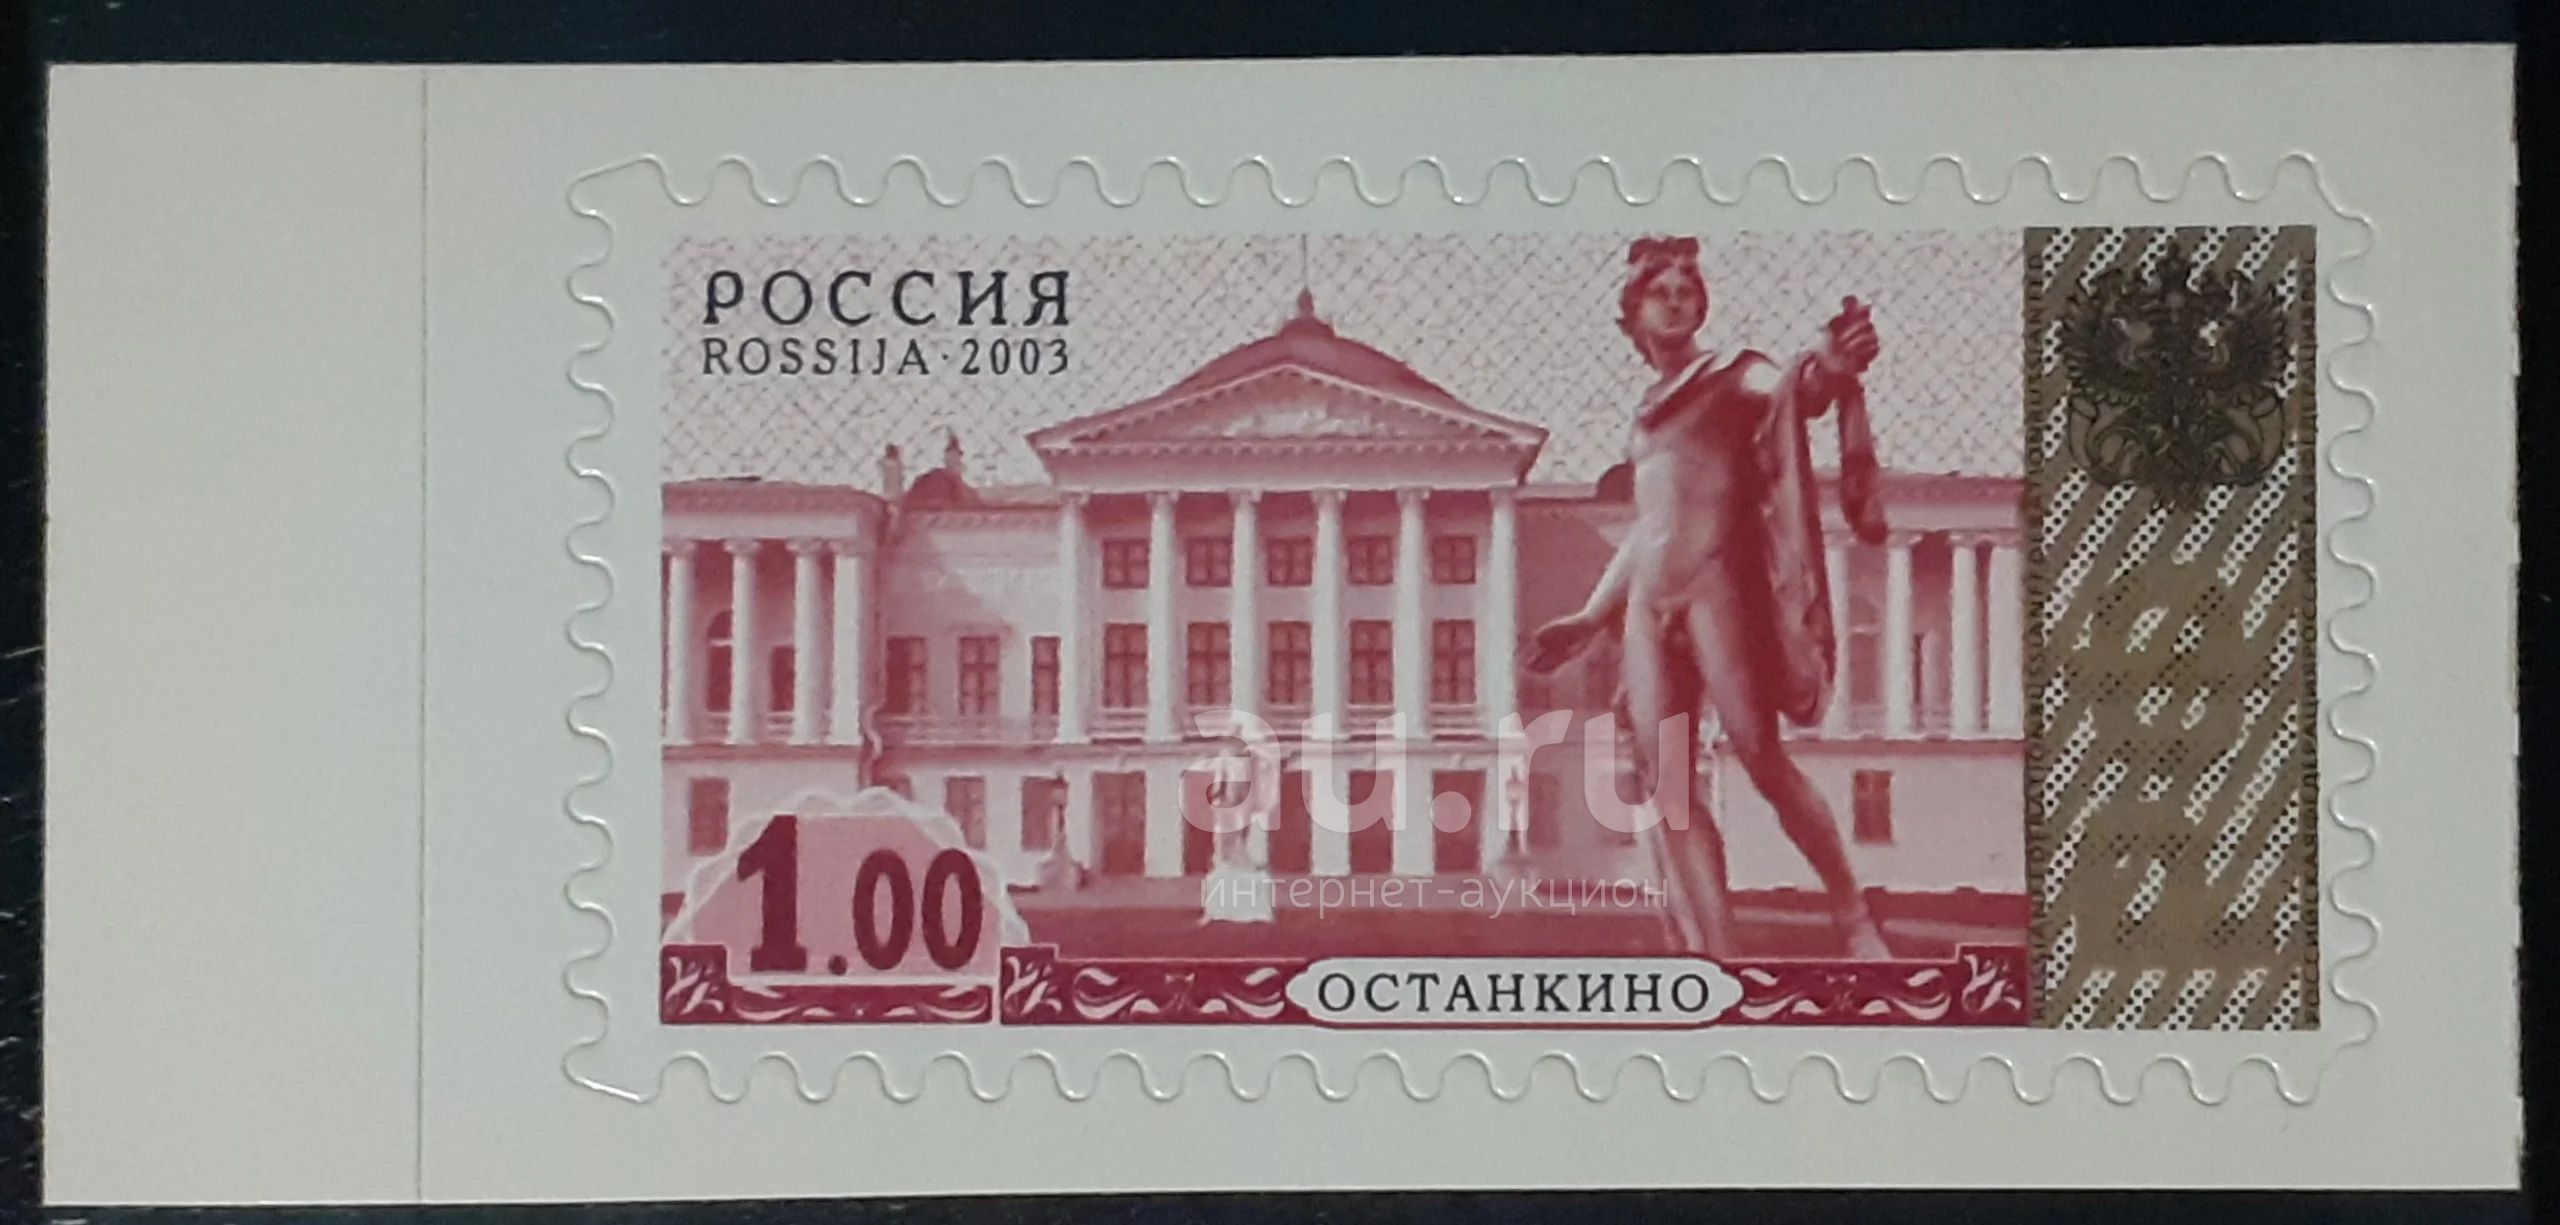 РОССИЯ
ROSSIJA · 2003
au.ru
интернет-аукцион
1.00
ОСТАНКИНО